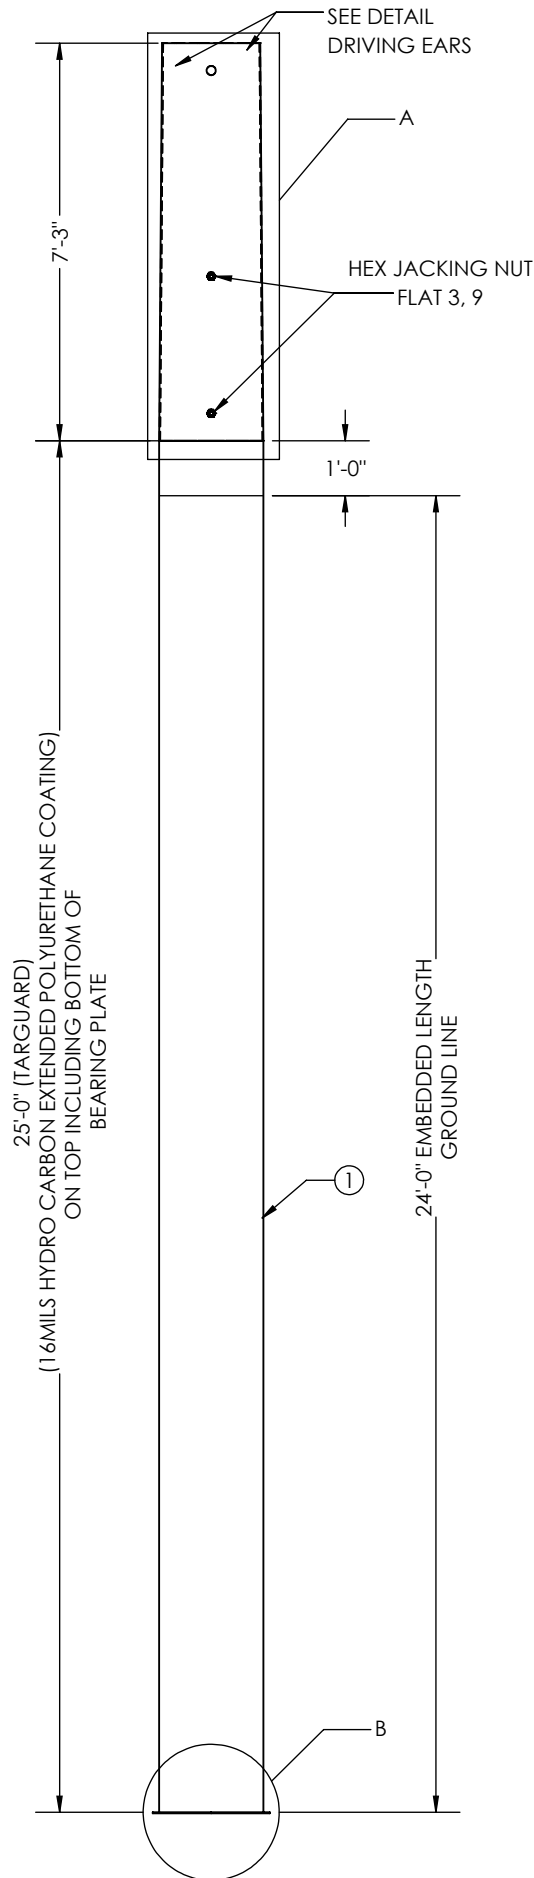 SEE DETAIL
DRIVING EARS
A
7'-3"
HEX JACKING NUT
FLAT 3, 9
1'-0"
25'-0" (TARGUARD)
(16MILS HYDRO CARBON EXTENDED POLYURETHANE COATING)
ON TOP INCLUDING BOTTOM OF
BEARING PLATE
24'-0" EMBEDDED LENGTH
GROUND LINE
1
B